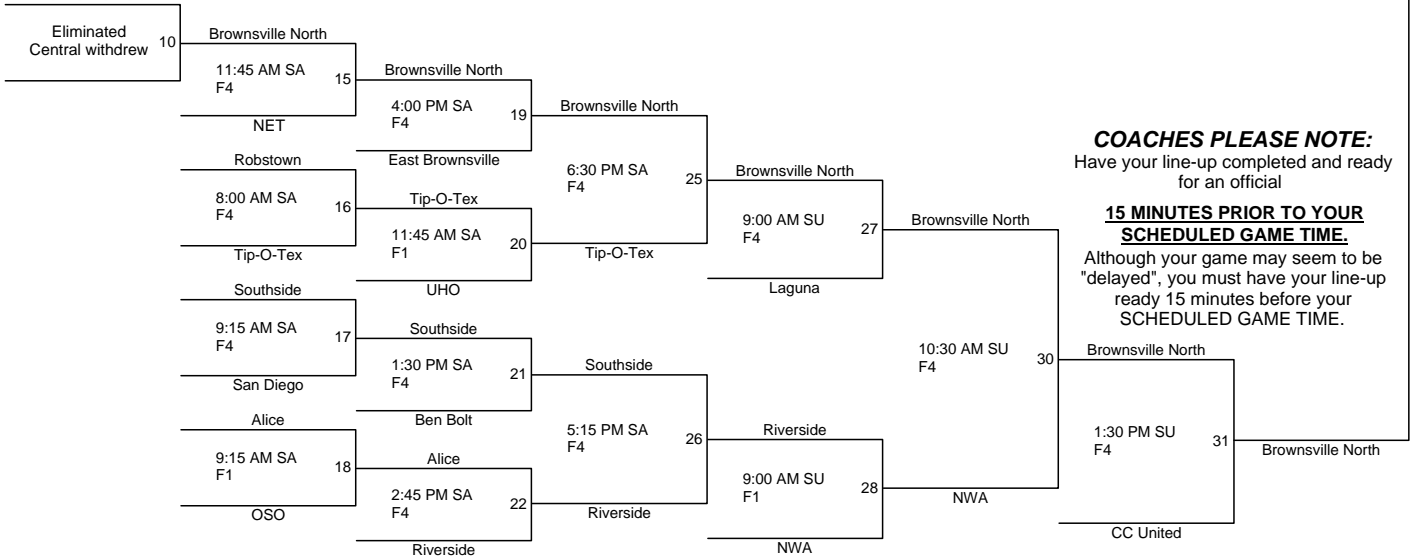 Eliminated
Central withdrew
10
Brownsville North
11:45 AM SA
F4
15
NET
Robstown
8:00 AM SA
F4
16
Tip-O-Tex
Southside
9:15 AM SA
F4
17
San Diego
Alice
9:15 AM SA
F1
18
OSO
Brownsville North
4:00 PM SA
F4
19
East Brownsville
Tip-O-Tex
11:45 AM SA
F1
20
UHO
Southside
1:30 PM SA
F4
21
Ben Bolt
Alice
2:45 PM SA
F4
22
Riverside
Brownsville North
6:30 PM SA
F4
25
Tip-O-Tex
Southside
5:15 PM SA
F4
26
Riverside
Brownsville North
9:00 AM SU
F4
27
Laguna
Riverside
9:00 AM SU
F1
28
NWA
Brownsville North
10:30 AM SU
F4
30
NWA
COACHES PLEASE NOTE:
Have your line-up completed and ready
for an official
15 MINUTES PRIOR TO YOUR
SCHEDULED GAME TIME.
Although your game may seem to be
"delayed", you must have your line-up
ready 15 minutes before your
SCHEDULED GAME TIME.
Brownsville North
1:30 PM SU
F4
31
CC United
Brownsville North